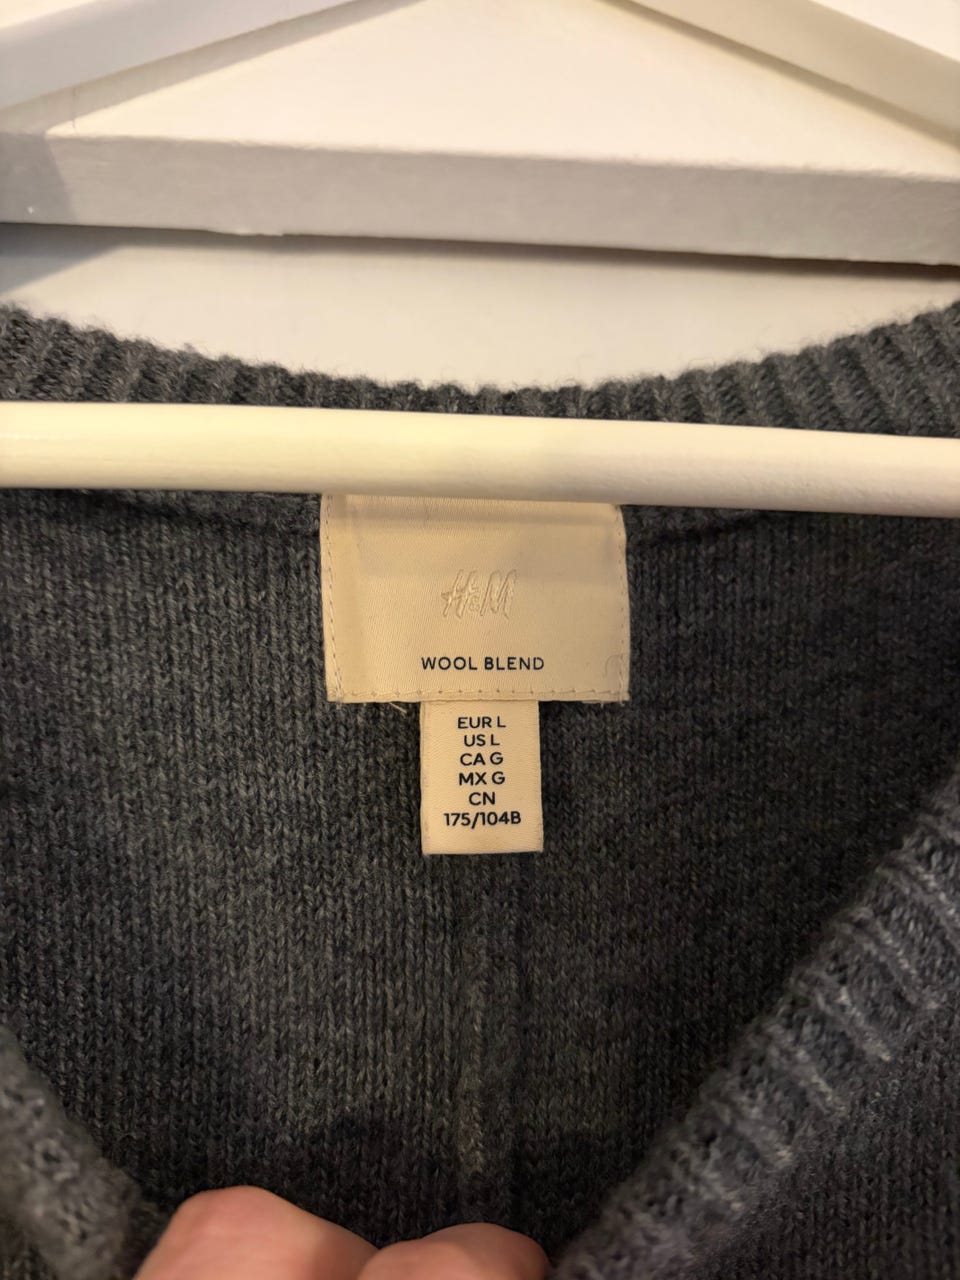 H&M
WOOL BLEND
EUR L
US L
CA G
MX G
CN
175/104B